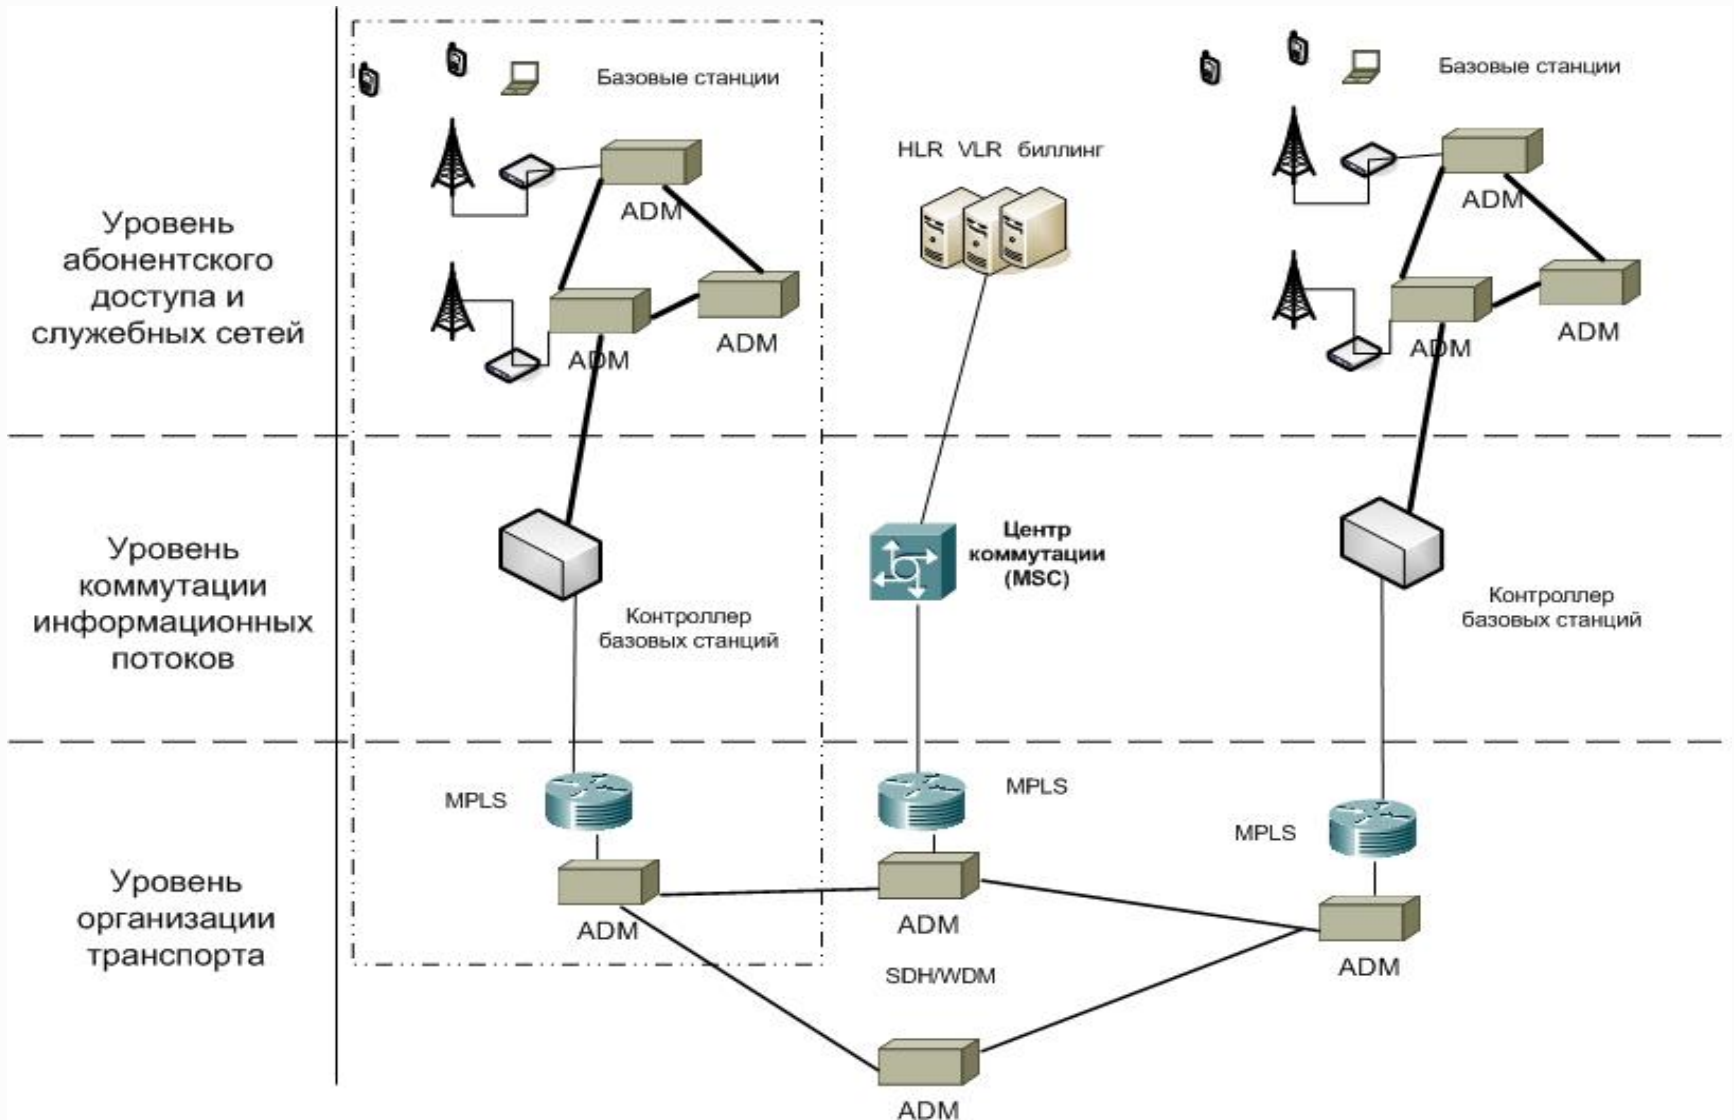 Базовые станции
Базовые станции
HLR VLR биллинг
ADM
ADM
Уровень
абонентского
доступа и
служебных сетей
ADM
ADM
ADM
ADM
Центр
коммутации
(MSC)
Уровень
коммутации
информационных
потоков
Контроллер
базовых станций
Контроллер
базовых станций
MPLS
MPLS
MPLS
Уровень
организации
транспорта
ADM
ADM
ADM
SDH/WDM
ADM